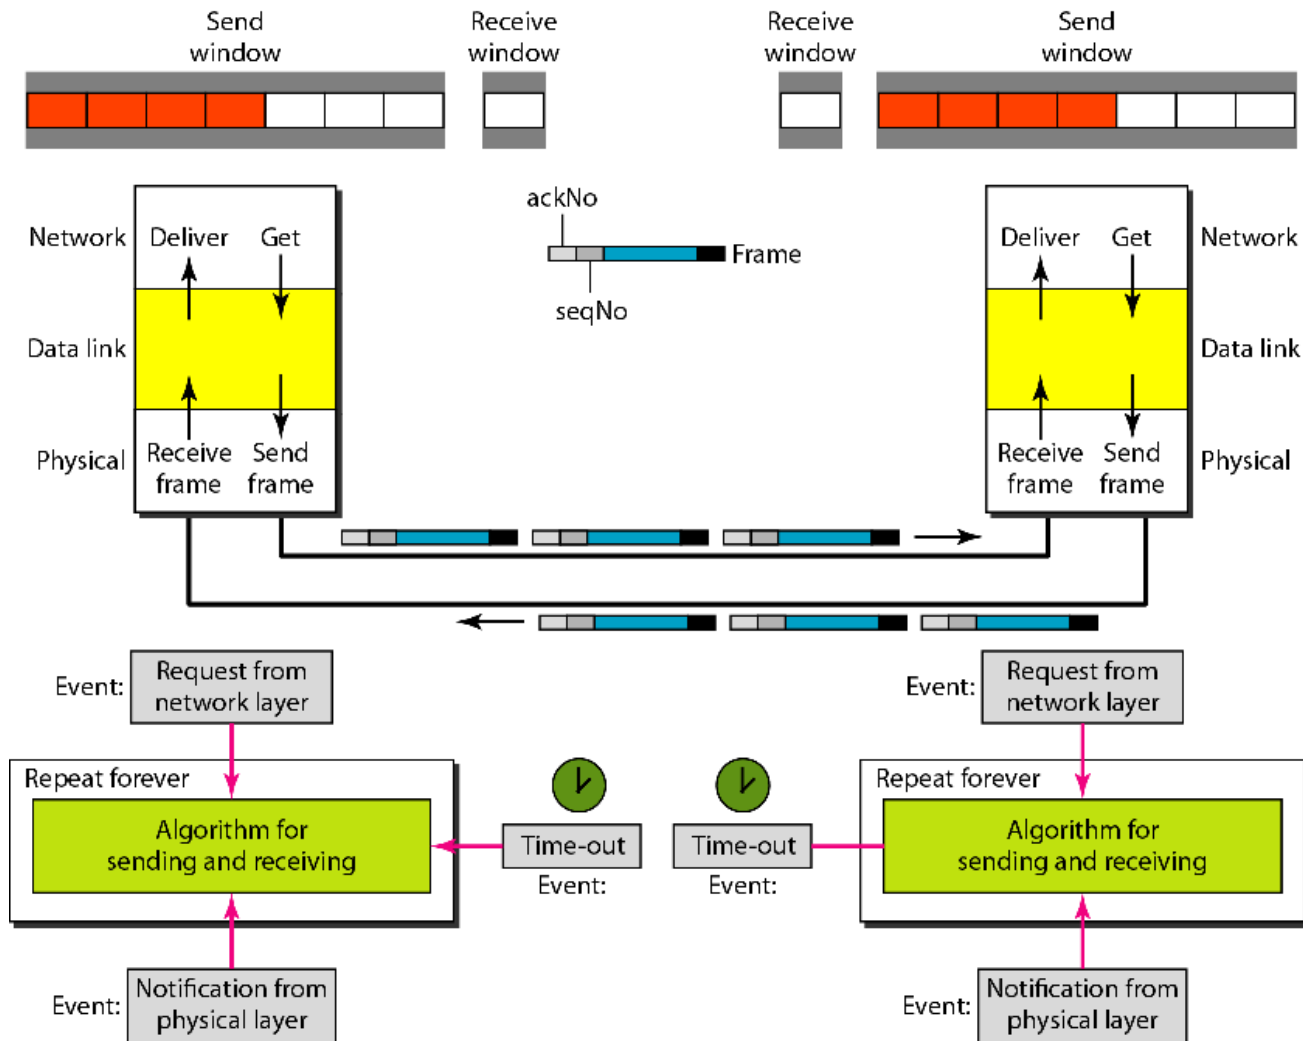 Send
window
Receive
window
Receive
window
Send
window
ackNo
Frame
seqNo
Network
Deliver
Get
Data link
Physical
Receive
frame
Send
frame
Deliver
Get
Network
Data link
Receive
frame
Send
frame
Physical
Event:
Request from
network layer
Event:
Request from
network layer
Repeat forever
Algorithm for
sending and receiving
Time-out
Event:
Time-out
Event:
Repeat forever
Algorithm for
sending and receiving
Event:
Notification from
physical layer
Event:
Notification from
physical layer